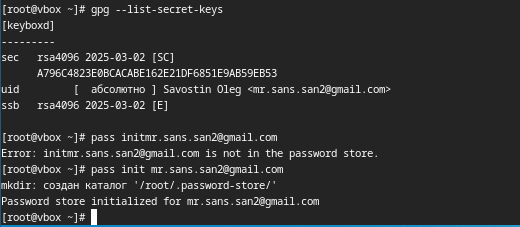 [root@vbox ~]# gpg --list-secret-keys
[keyboxd]
---------
sec   rsa4096 2025-03-02 [SC]
      A796C4823E0BCACABE162E21DF6851E9AB59EB53
uid         [  абсолютно ] Savostin Oleg <mr.sans.san2@gmail.com>
ssb   rsa4096 2025-03-02 [E]

[root@vbox ~]# pass initmr.sans.san2@gmail.com
Error: initmr.sans.san2@gmail.com is not in the password store.
[root@vbox ~]# pass init mr.sans.san2@gmail.com
mkdir: создан каталог '/root/.password-store/'
Password store initialized for mr.sans.san2@gmail.com
[root@vbox ~]#